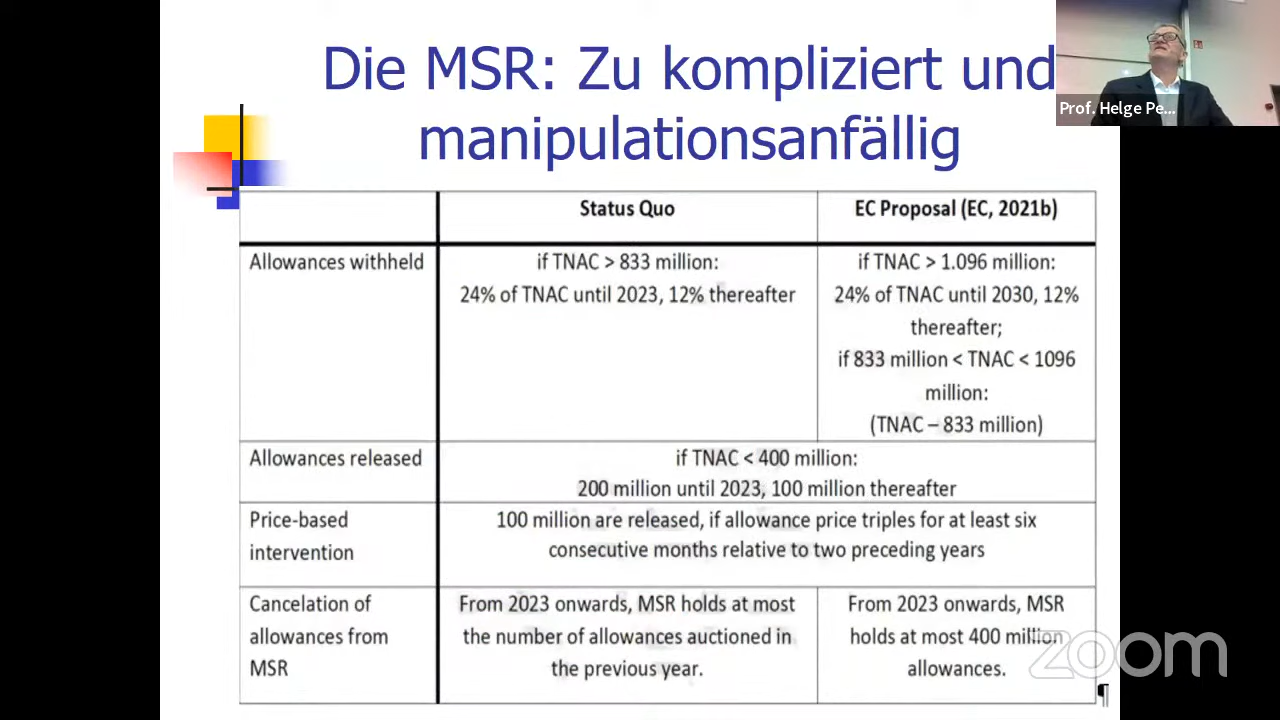 Die MSR: Zu kompliziert und
manipulationsanfällig
Prof. Helge Pe...
Status Quo
EC Proposal (EC, 2021b)
Allowances withheld
if TNAC > 833 million:
24% of TNAC until 2023, 12% thereafter
if TNAC > 1.096 million:
24% of TNAC until 2030, 12%
thereafter;
if 833 million < TNAC < 1096
million:
(TNAC – 833 million)
Allowances released
if TNAC < 400 million:
200 million until 2023, 100 million thereafter
Price-based
intervention
100 million are released, if allowance price triples for at least six
consecutive months relative to two preceding years
Cancelation of
allowances from
MSR
From 2023 onwards, MSR holds at most
the number of allowances auctioned in
the previous year.
From 2023 onwards, MSR
holds at most 400 million
allowances.
¶
zoom